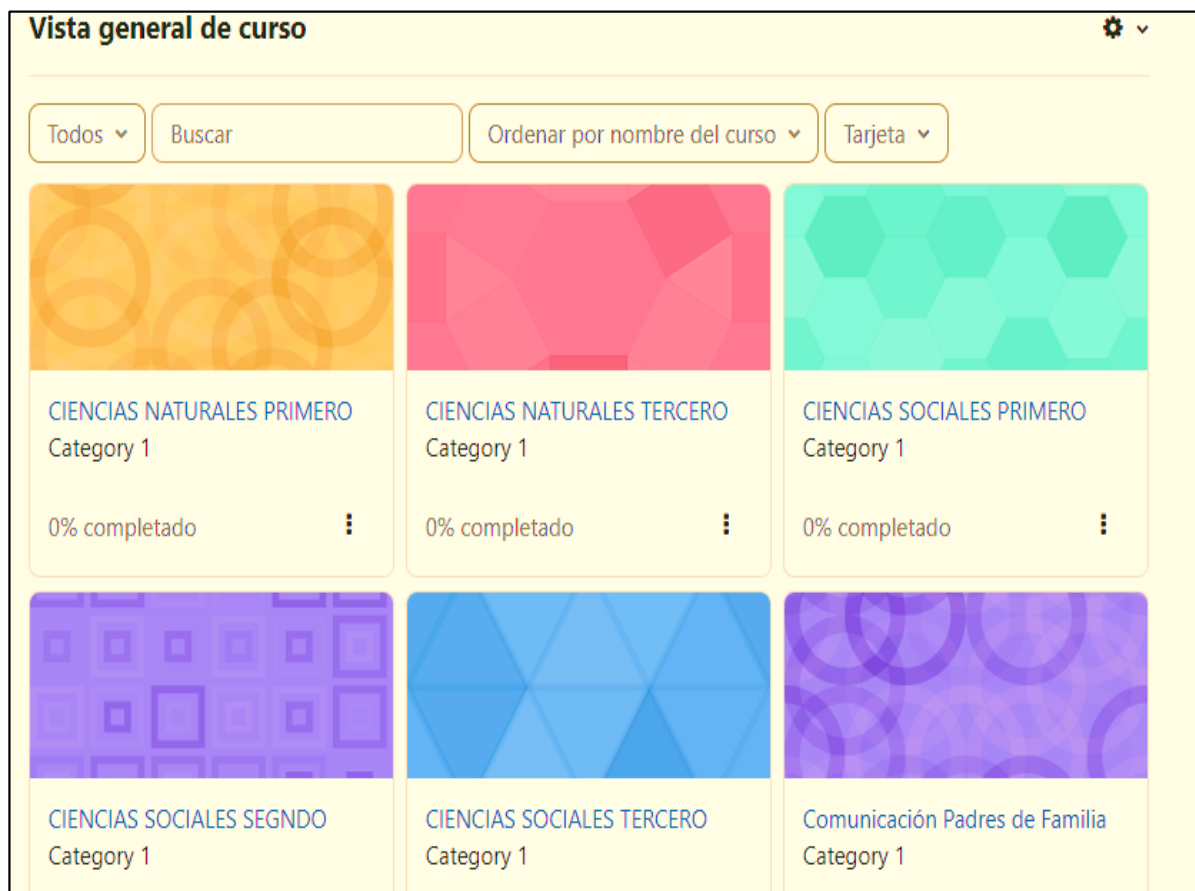 Vista general de curso
Todos
Buscar
Ordenar por nombre del curso
Tarjeta
CIENCIAS NATURALES PRIMERO
Category 1
0% completado
CIENCIAS NATURALES TERCERO
Category 1
0% completado
CIENCIAS SOCIALES PRIMERO
Category 1
0% completado
CIENCIAS SOCIALES SEGNDO
Category 1
CIENCIAS SOCIALES TERCERO
Category 1
Comunicación Padres de Familia
Category 1